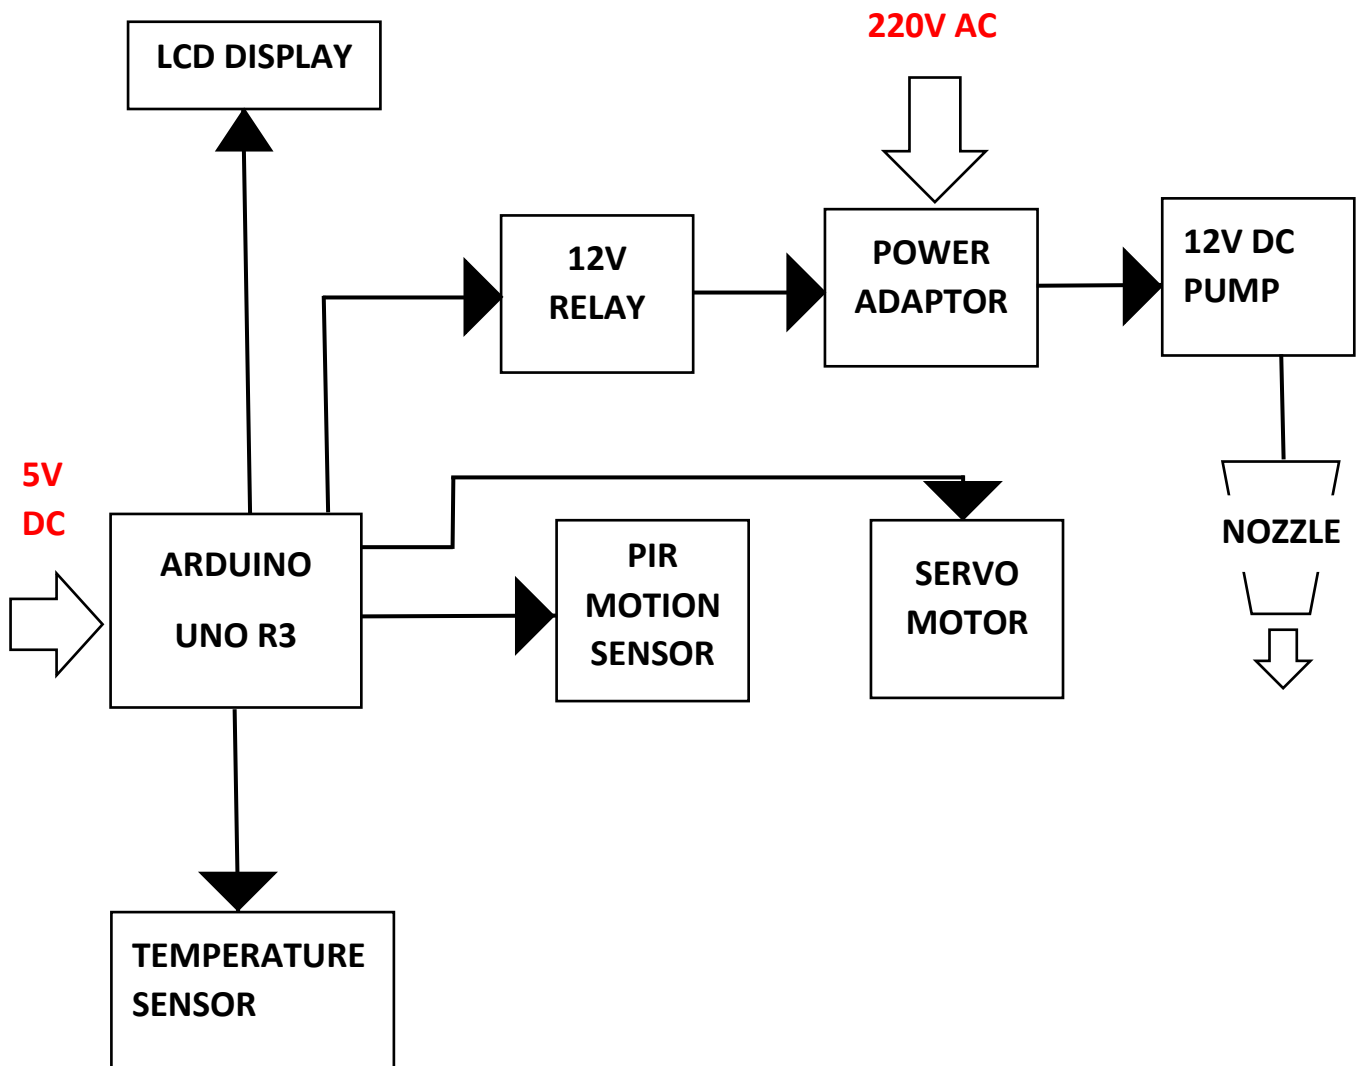 LCD DISPLAY
220V AC
12V
RELAY
POWER
ADAPTOR
12V DC
PUMP
5V
DC
ARDUINO
UNO R3
PIR
MOTION
SENSOR
SERVO
MOTOR
NOZZLE
TEMPERATURE
SENSOR